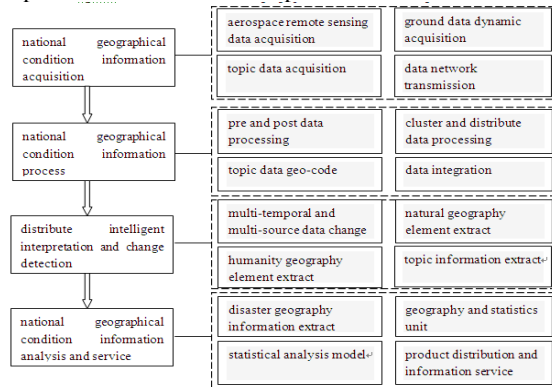 national geographical
condition information
acquisition
aerospace remote sensing
data acquisition
ground data dynamic
acquisition
topic data acquisition
data network
transmission
national geographical
condition information
process
pre and post data
processing
cluster and distribute
data processing
topic data geo-code
data integration
distribute intelligent
interpretation and change
detection
multi-temporal and
multi-source data change
natural geography
element extract
humanity geography
element extract
topic information extract↵
national geographical
condition information
analysis and service
disaster geography
information extract
geography and statistics
unit
statistical analysis model↵
product distribution and
information service